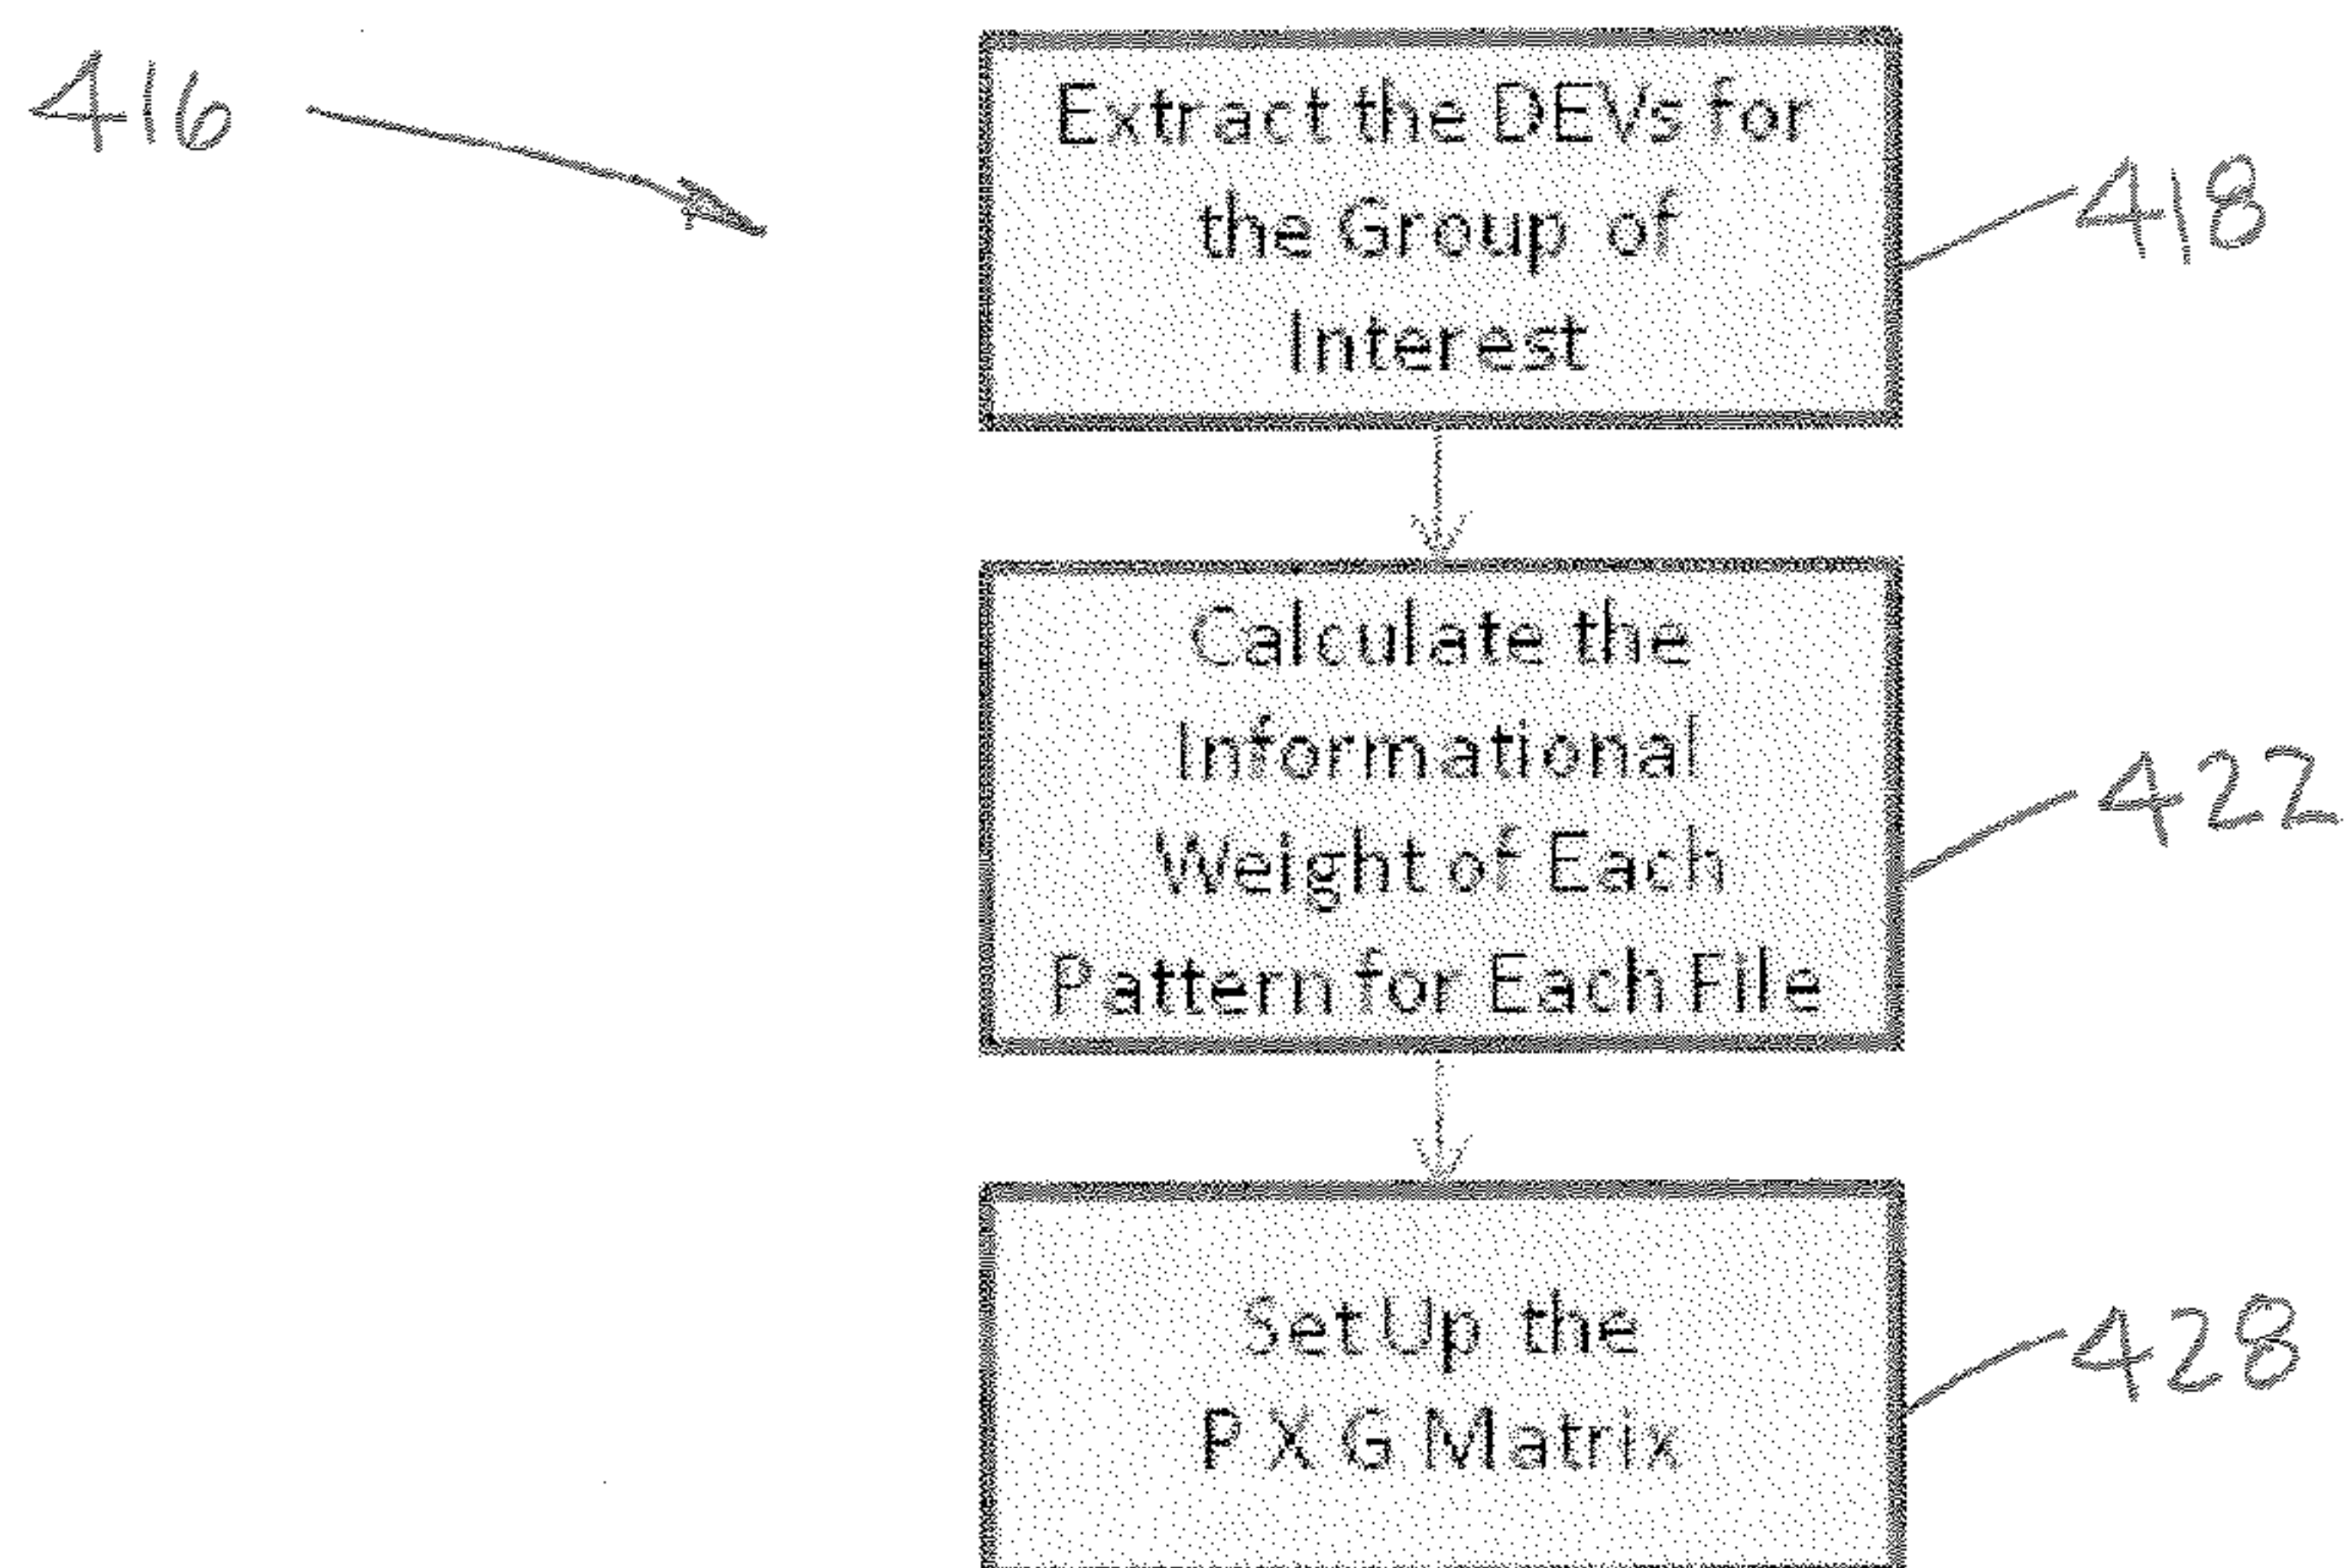 416
Extract the DEVs for
the Group of
Interest
418
Calculate the
Informational
Weight of Each
Pattern for Each File
422
Set Up the
P X G Matrix
428